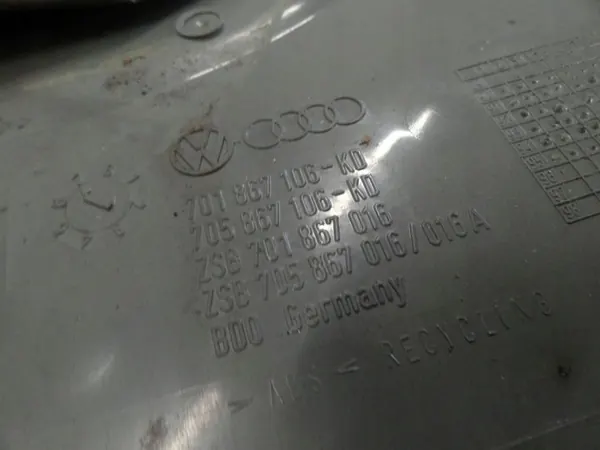 701 867 106-KD
705 867 106-KD
ZSB 701 867 016
ZSB 705 867 016/016A
BDO Germany
> ABS < RECYCLING